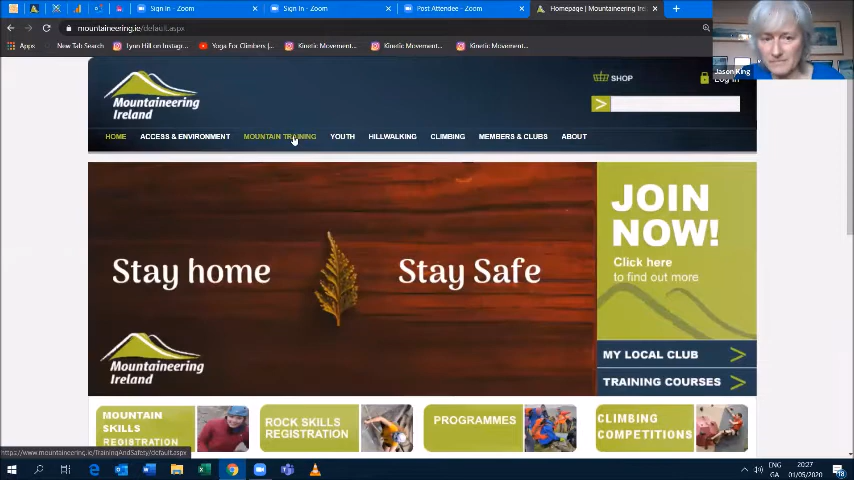 Sign In - Zoom
Sign In - Zoom
Post Attendee - Zoom
Homepage | Mountaineering Ire
mountaineering.ie/default.aspx
Apps
New Tab Search
Lynn Hill on Instagr...
Yoga For Climbers |...
Kinetic Movement...
Kinetic Movement...
Kinetic Movement...
Jason King
Log in
SHOP
Mountaineering
Ireland
HOME ACCESS & ENVIRONMENT MOUNTAIN TRAINING YOUTH HILLWALKING CLIMBING MEMBERS & CLUBS ABOUT
Stay home
Stay Safe
Mountaineering
Ireland
JOIN
NOW!
Click here
to find out more
MY LOCAL CLUB
TRAINING COURSES
MOUNTAIN
SKILLS
REGISTRATION
ROCK SKILLS
REGISTRATION
PROGRAMMES
CLIMBING
COMPETITIONS
https://www.mountaineering.ie/TrainingAndSafety/default.aspx
ENG
GA
20:27
01/05/2020